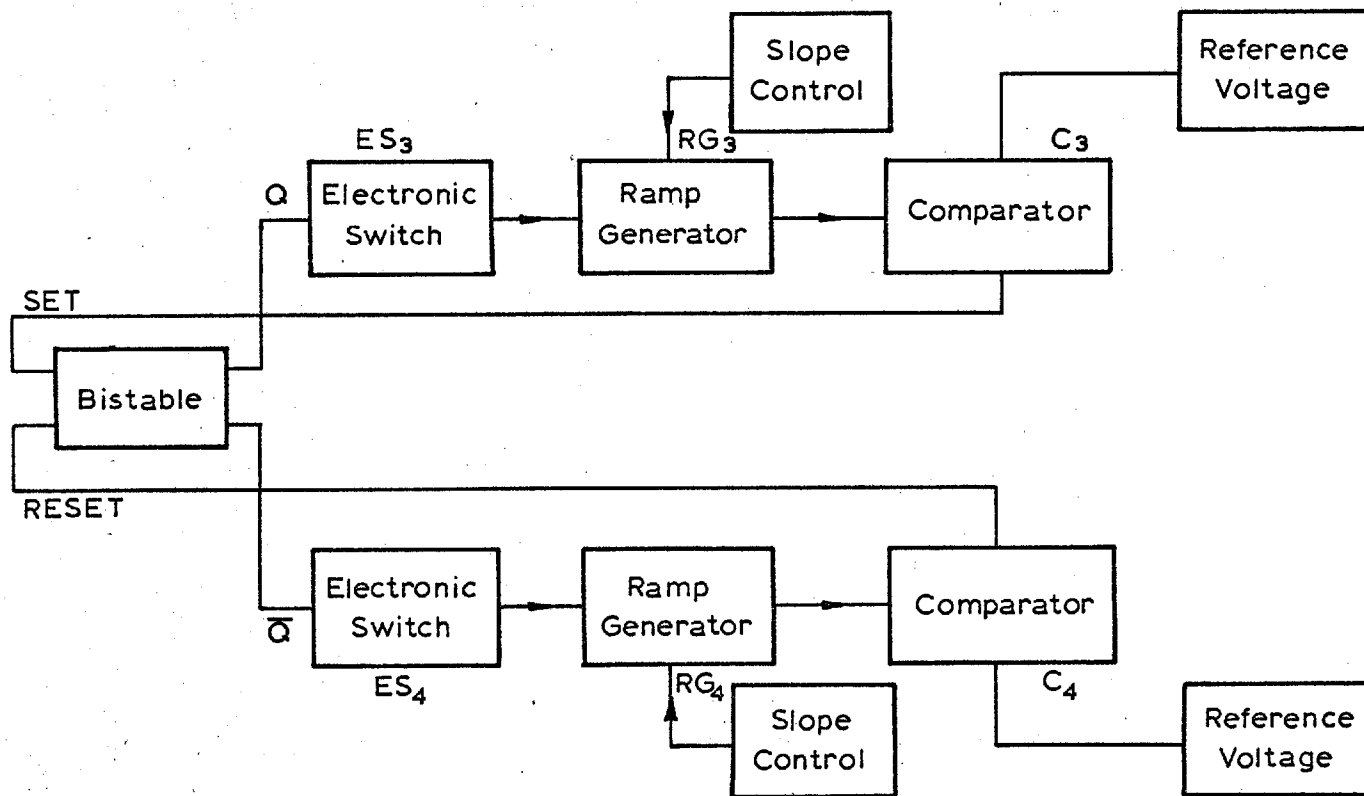 Slope
Control
Reference
Voltage
ES₃
RG₃
C₃
Q
Electronic
Switch
Ramp
Generator
Comparator
SET
Bistable
RESET
Q̅
Electronic
Switch
Ramp
Generator
Comparator
ES₄
RG₄
C₄
Slope
Control
Reference
Voltage